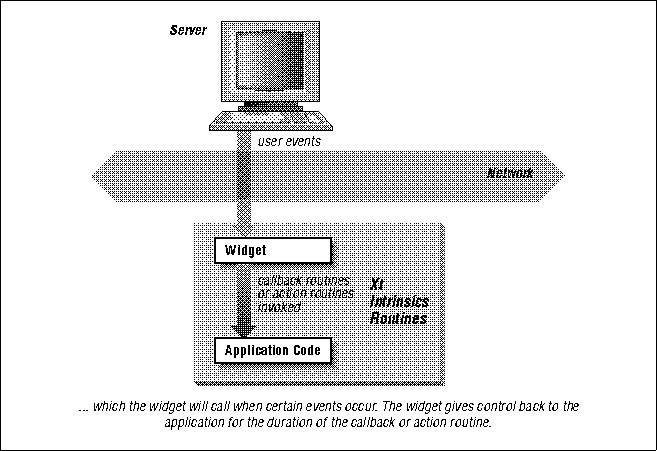 Server
user events
Network
Widget
callback routines
or action routines
invoked
Xt
Intrinsics
Routines
Application Code
... which the widget will call when certain events occur. The widget gives control back to the
application for the duration of the callback or action routine.